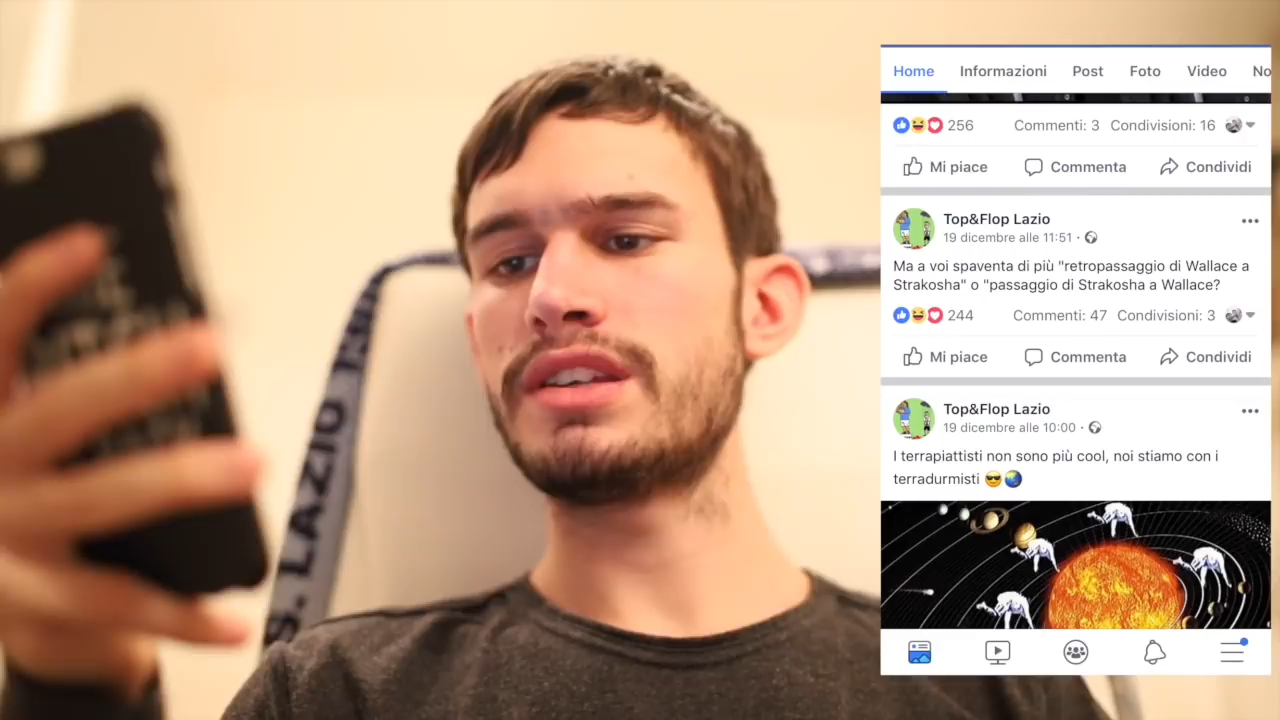 S. LAZIO
Home Informazioni Post Foto Video No
256 Commenti: 3 Condivisioni: 16
Mi piace Commenta Condividi
Top&Flop Lazio
19 dicembre alle 11:51 ·
Ma a voi spaventa di più "retropassaggio di Wallace a
Strakosha" o "passaggio di Strakosha a Wallace?
244 Commenti: 47 Condivisioni: 3
Mi piace Commenta Condividi
Top&Flop Lazio
19 dicembre alle 10:00 ·
I terrapiattisti non sono più cool, noi stiamo con i
terradurmisti 😎🌏